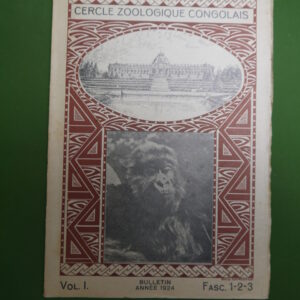 CERCLE ZOOLOGIQUE CONGOLAIS
VOL. I.
BULLETIN
ANNÉE 1924
FASC. 1-2-3